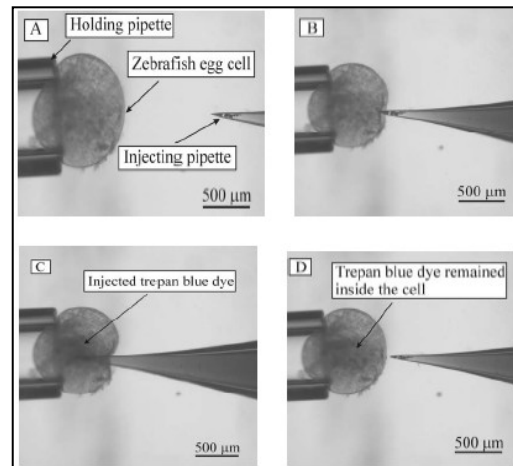 A
Holding pipette
Zebrafish egg cell
Injecting pipette
500 μm
B
500 μm
C
Injected trepan blue dye
500 μm
D
Trepan blue dye remained
inside the cell
500 μm